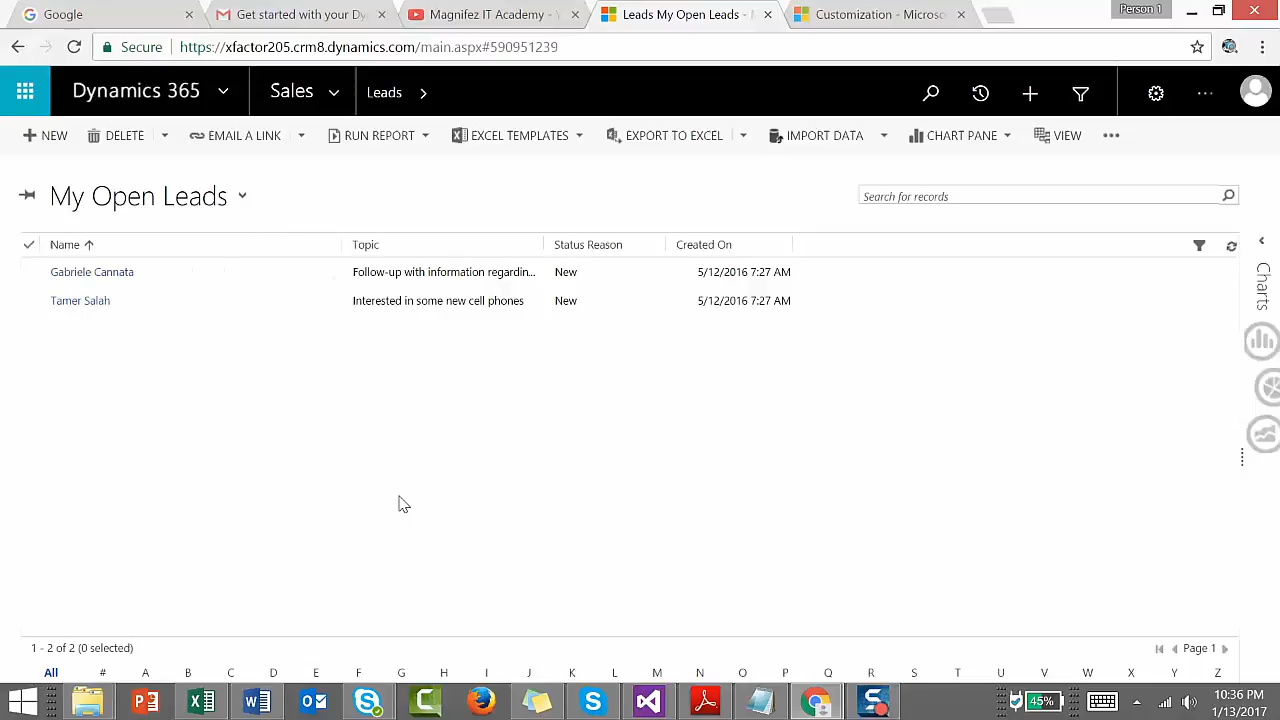 Google
Get started with your D
Magnifez IT Academy
Leads My Open Leads -
Customization - Micros
Person 1
Secure
https://xfactor205.crm8.dynamics.com/main.aspx#590951239
Dynamics 365
Sales
Leads
NEW
DELETE
EMAIL A LINK
RUN REPORT
EXCEL TEMPLATES
EXPORT TO EXCEL
IMPORT DATA
CHART PANE
VIEW
My Open Leads
Search for records
Name Topic Status Reason Created On
Gabriele Cannata Follow-up with information regardin... New 5/12/2016 7:27 AM
Tamer Salah Interested in some new cell phones New 5/12/2016 7:27 AM
Charts
1 - 2 of 2 (0 selected)
Page 1
All # A B C D E F G H I J K L M N O P Q R S T U V W X Y Z
45%
10:36 PM
1/13/2017